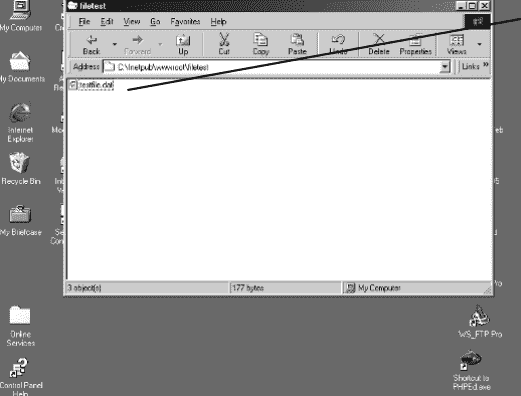 filetest
My Computer
File Edit View Go Favorites Help
Back Forward Up Cut Copy Paste Undo Delete Properties Views
Address C:\Inetpub\wwwroot\filetest Links »
My Documents
testfile.dat
Internet
Explorer
Recycle Bin
My Briefcase
3 object(s) 177 bytes My Computer
Online
Services
WS_FTP Pro
Control Panel
Help
Shortcut to
PHPEd.exe